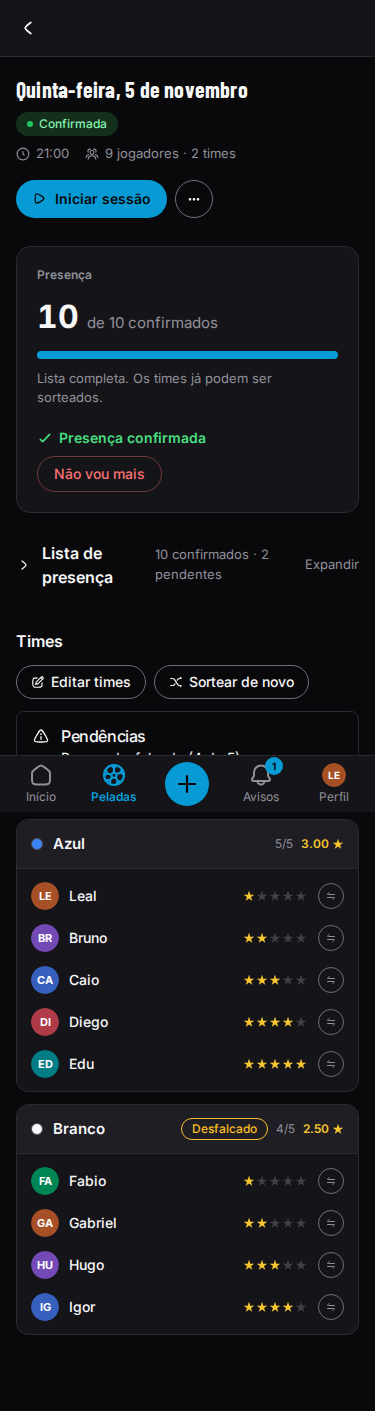 Quinta-feira, 5 de novembro
Confirmada
21:00 9 jogadores · 2 times
Iniciar sessão
Presença
10 de 10 confirmados
Lista completa. Os times já podem ser
sorteados.
Presença confirmada
Não vou mais
Lista de presença 10 confirmados · 2 pendentes Expandir
Times
Editar times Sortear de novo
Pendências
1
LE
Início Peladas Avisos Perfil
Azul 5/5 3.00 ★
LE Leal
BR Bruno
CA Caio
DI Diego
ED Edu
Branco Desfalcado 4/5 2.50 ★
FA Fabio
GA Gabriel
HU Hugo
IG Igor